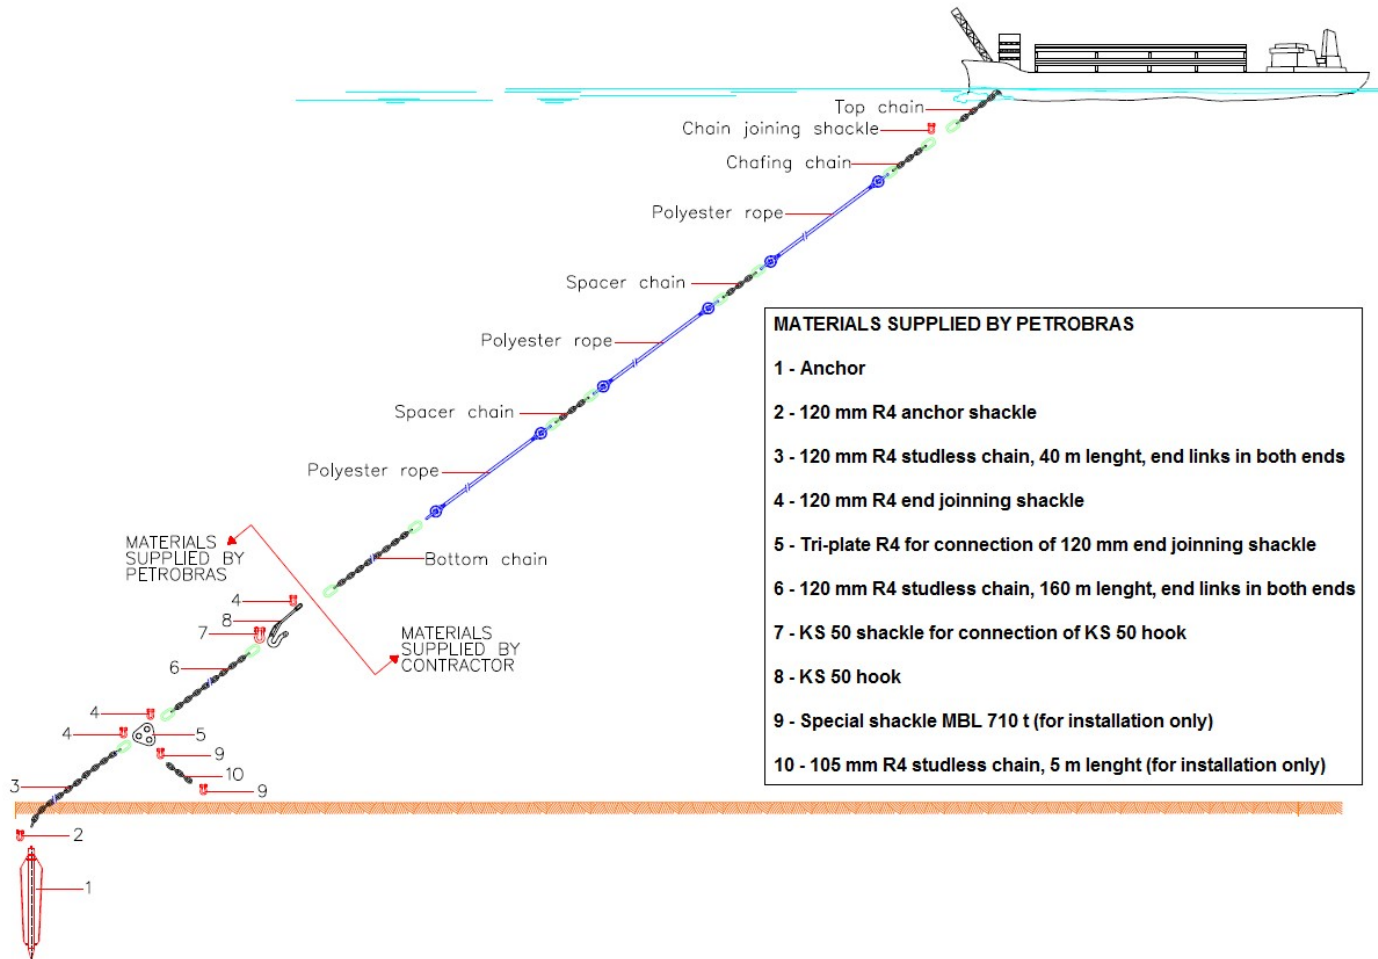 Top chain
Chain joining shackle
Chafing chain
Polyester rope
Spacer chain
Polyester rope
Spacer chain
Polyester rope
Bottom chain
MATERIALS
SUPPLIED BY
PETROBRAS
MATERIALS
SUPPLIED BY
CONTRACTOR
4
8
7
6
4
4
5
9
10
9
3
2
1
MATERIALS SUPPLIED BY PETROBRAS
1 - Anchor
2 - 120 mm R4 anchor shackle
3 - 120 mm R4 studless chain, 40 m lenght, end links in both ends
4 - 120 mm R4 end joinning shackle
5 - Tri-plate R4 for connection of 120 mm end joinning shackle
6 - 120 mm R4 studless chain, 160 m lenght, end links in both ends
7 - KS 50 shackle for connection of KS 50 hook
8 - KS 50 hook
9 - Special shackle MBL 710 t (for installation only)
10 - 105 mm R4 studless chain, 5 m lenght (for installation only)